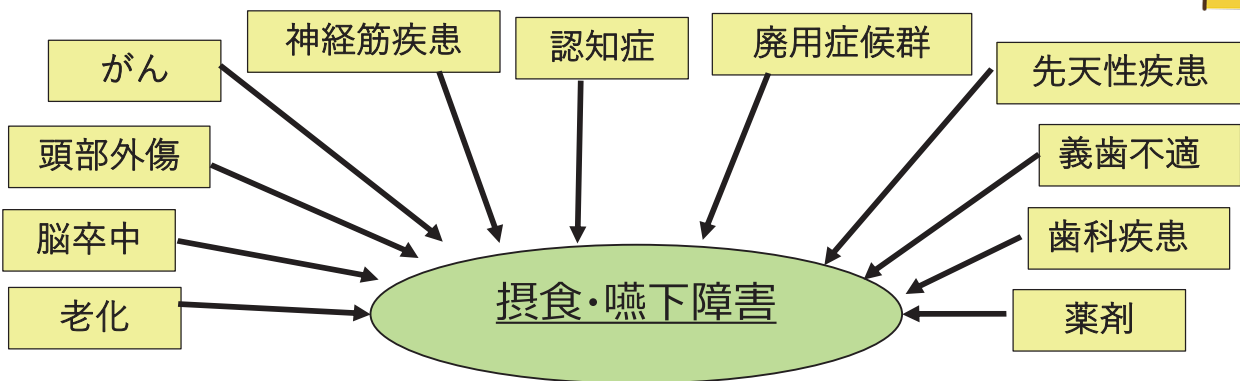 神経筋疾患
認知症
廃用症候群
がん
先天性疾患
頭部外傷
義歯不適
脳卒中
歯科疾患
老化
摂食・嚥下障害
薬剤